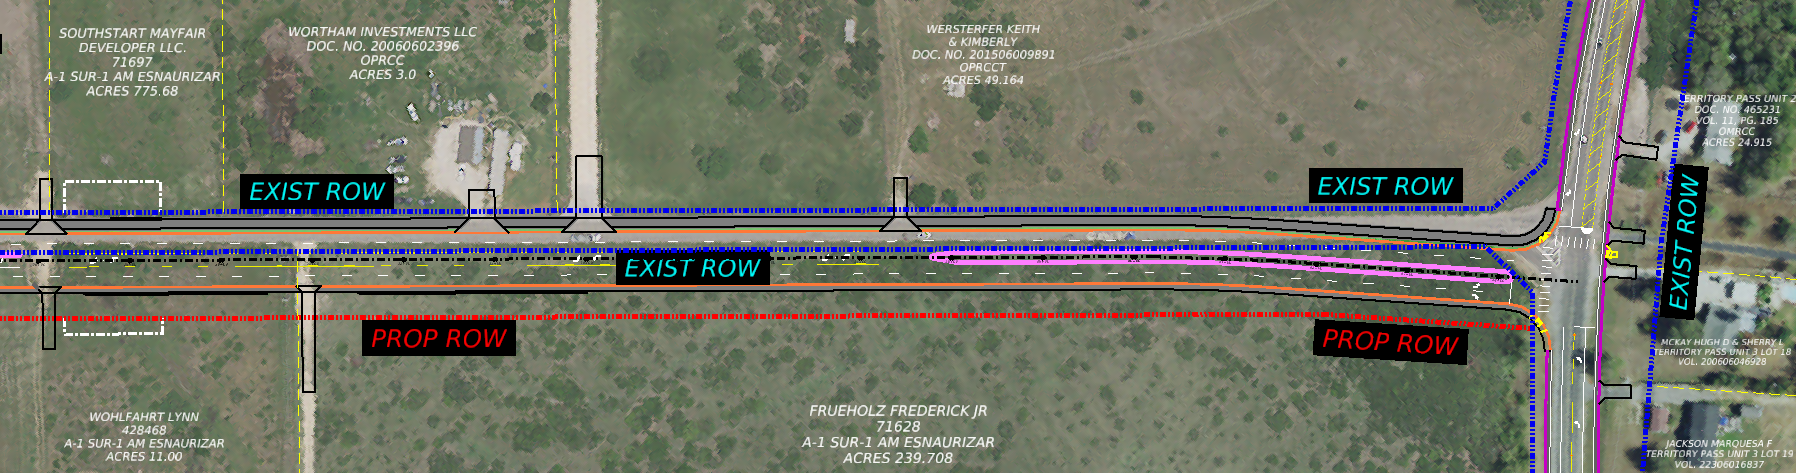 SOUTHSTART MAYFAIR
DEVELOPER LLC.
71697
A-1 SUR-1 AM ESNAURIZAR
ACRES 775.68
WORTHAM INVESTMENTS LLC
DOC. NO. 20060602396
OPRCC
ACRES 3.0
WERSTERFER KEITH
& KIMBERLY
DOC. NO. 201506009891
OPRCCT
ACRES 49.164
ERRITORY PASS UNIT 2
DOC. NO. 465231
VOL. 11, PG. 185
OMRCC
ACRES 24.915
EXIST ROW
EXIST ROW
EXIST ROW
EXIST ROW
PROP ROW
PROP ROW
MCKAY HUGH D & SHERRY L
TERRITORY PASS UNIT 3 LOT 18
VOL. 200606046928
WOHLFAHRT LYNN
428468
A-1 SUR-1 AM ESNAURIZAR
ACRES 11.00
FRUEHOLZ FREDERICK JR
71628
A-1 SUR-1 AM ESNAURIZAR
ACRES 239.708
JACKSON MARQUESA F
TERRITORY PASS UNIT 3 LOT 19
VOL. 22306016837